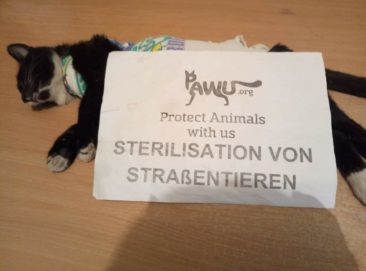 PAWU
.org
Protect Animals
with us
STERILISATION VON
STRAßENTIEREN